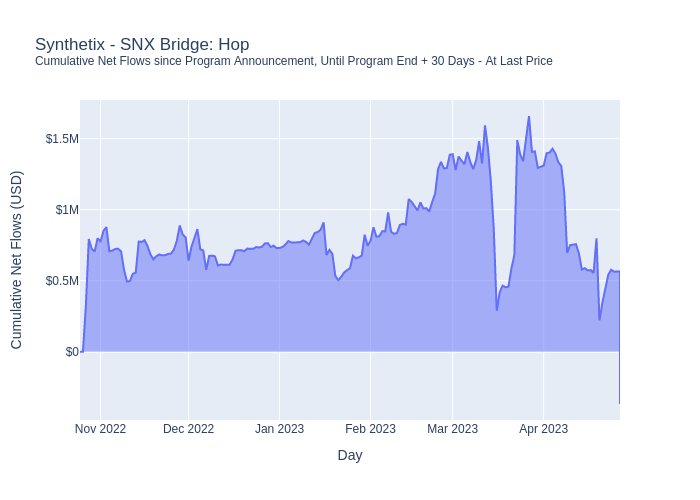 Synthetix - SNX Bridge: Hop
Cumulative Net Flows since Program Announcement, Until Program End + 30 Days - At Last Price
$1.5M
$1M
$0.5M
$0
Cumulative Net Flows (USD)
Nov 2022 Dec 2022 Jan 2023 Feb 2023 Mar 2023 Apr 2023
Day